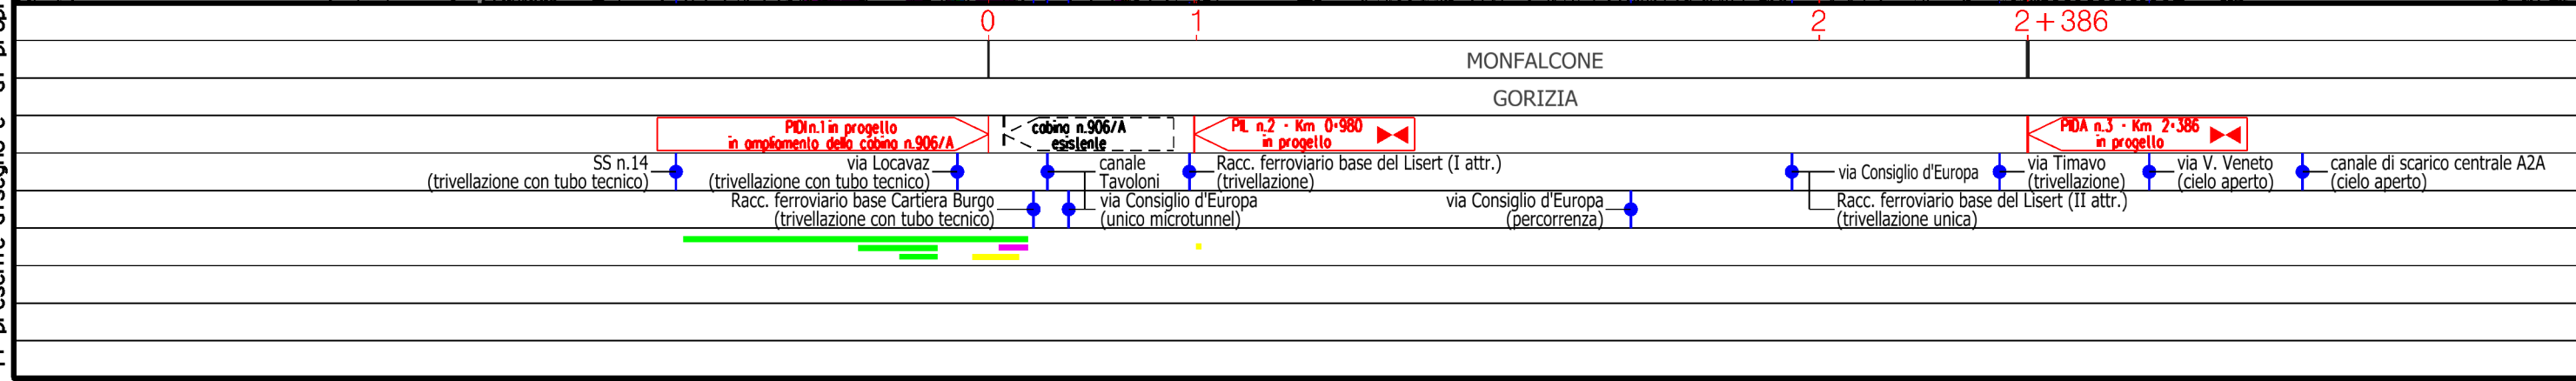 0 1 2 2+386
MONFALCONE
GORIZIA
PIDI n.1 in progetto
in ampliamento della cabina n.906/A
cabina n.906/A
esistente
PIL n.2 - Km 0+980
in progetto
PIDA n.3 - Km 2+386
in progetto
SS n.14
(trivellazione con tubo tecnico)
via Locavaz
(trivellazione con tubo tecnico)
canale
Tavoloni
Racc. ferroviario base del Lisert (I attr.)
(trivellazione)
via Consiglio d'Europa
via Timavo
(trivellazione)
via V. Veneto
(cielo aperto)
canale di scarico centrale A2A
(cielo aperto)
Racc. ferroviario base Cartiera Burgo
(trivellazione con tubo tecnico)
via Consiglio d'Europa
(unico microtunnel)
via Consiglio d'Europa
(percorrenza)
Racc. ferroviario base del Lisert (II attr.)
(trivellazione unica)